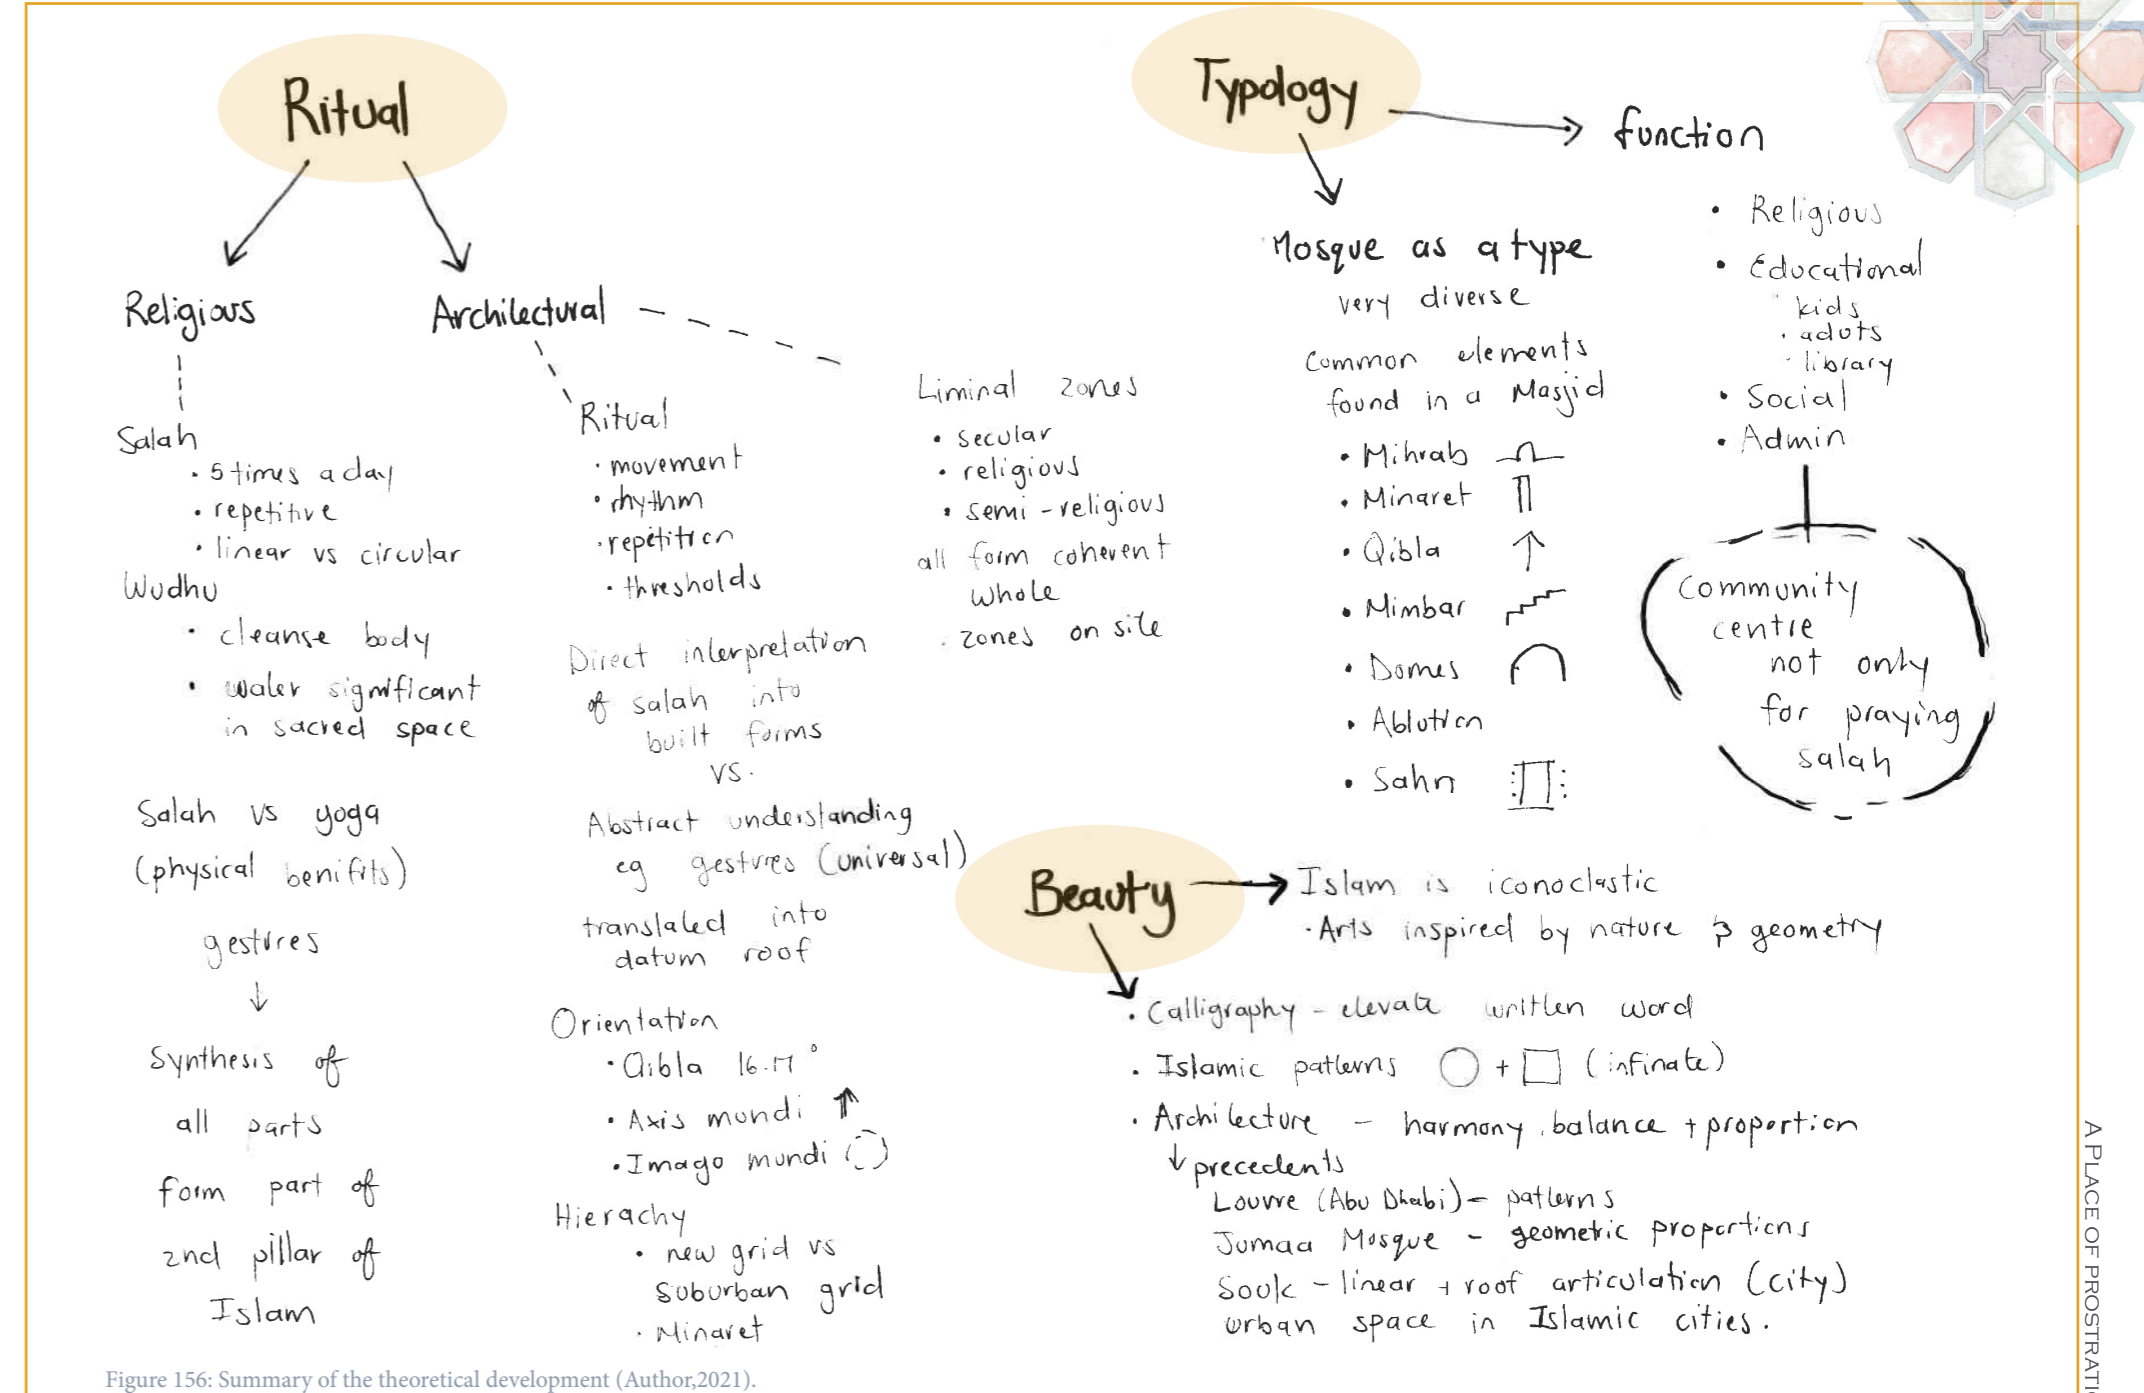 Ritual
Religious
Salah
• 5 times a day
• repetitive
• linear vs circular
Wudhu
• cleanse body
• water significant
in sacred space
Salah vs yoga
(physical benifits)
gestures
↓
Synthesis of
all parts
form part of
2nd pillar of
Islam
Architectural
Ritual
• movement
• rhythm
• repetition
• thresholds
Direct interpretation
of salah into
built forms
vs.
Abstract understanding
eg gestures (universal)
translated into
datum roof
Orientation
• Qibla 16.17°
• Axis mundi ↑
• Imago mundi
Hierachy
• new grid vs
suburban grid
• Minaret
Liminal zones
• secular
• religious
• semi-religious
all form coherent
whole
• zones on site
Typology
Mosque as a type
very diverse
Common elements
found in a Masjid
• Mihrab
• Minaret
• Qibla ↑
• Mimbar
• Domes
• Ablution
• Sahn
function
• Religious
• Educational
• kids
• adults
• library
• Social
• Admin
Community
centre
not only
for praying
salah
Beauty
Islam is iconoclastic
• Arts inspired by nature & geometry
• Calligraphy - elevate written word
• Islamic patterns ○ + □ (infinate)
• Architecture - harmony, balance + proportion
↓ precedents
Louvre (Abu Dhabi) - patterns
Jumaa Mosque - geometric proportions
Souk - linear + roof articulation (city)
urban space in Islamic cities.
Figure 156: Summary of the theoretical development (Author,2021).
A PLACE OF PROSTRATI